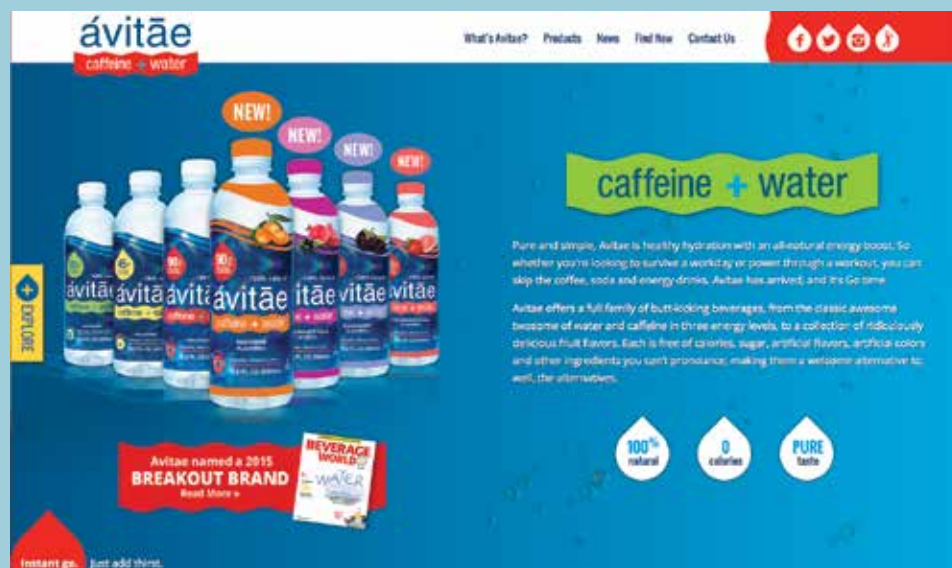 ávitāe
caffeine + water
What's Avitae? Products News Find Now Contact Us
NEW!
NEW!
NEW!
NEW!
caffeine + water
Pure and simple, Avitae is healthy hydration with an all-natural energy boost. So
whether you're looking to survive a workday or power through a workout, you can
skip the coffee, soda and energy drinks. Avitae has arrived, and it's Go time.
Avitae offers a full family of butt-kicking beverages, from the classic awesome
twosome of water and caffeine in three energy levels, to a collection of ridiculously
delicious fruit flavors. Each is free of calories, sugar, artificial flavors, artificial colors
and other ingredients you can't pronounce, making them a welcome alternative to,
well, the alternatives.
+ EXPLORE
ávitāe
caffeine + water
90
100% natural
0 calories
PURE taste
Avitae named a 2015
BREAKOUT BRAND
Read More »
BEVERAGE
WORLD
WATER
Instant go. Just add thirst.